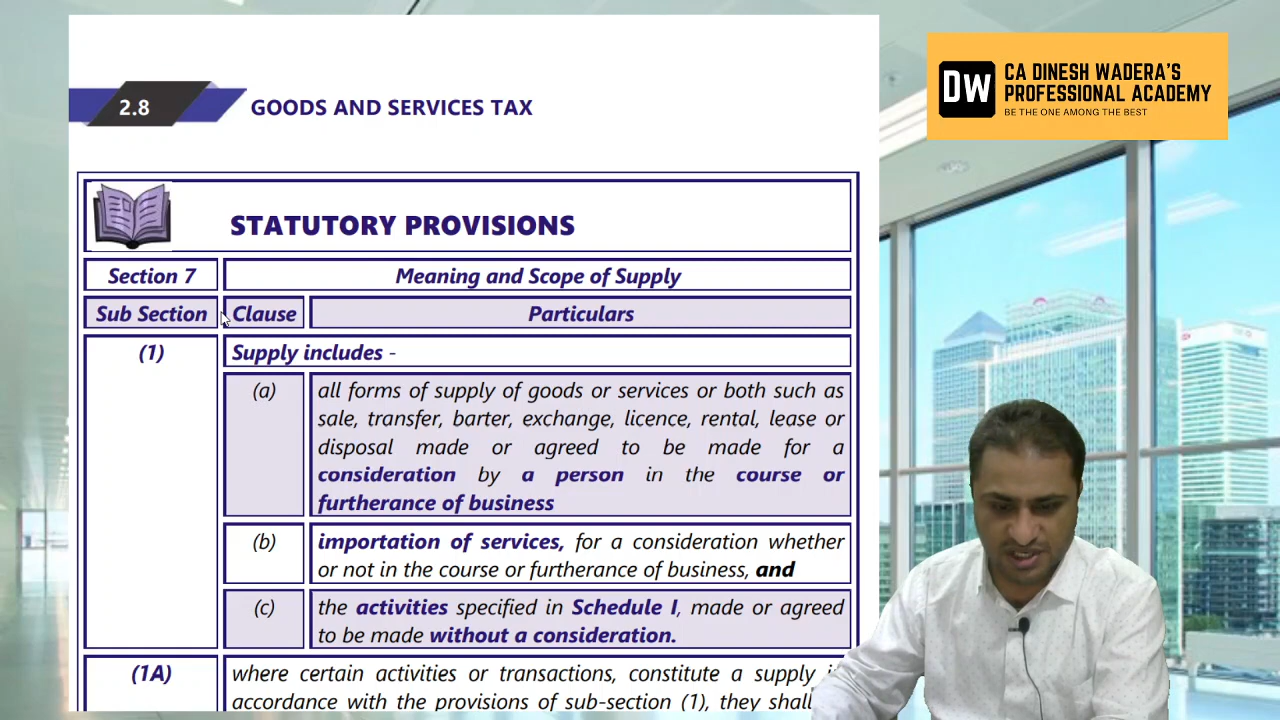 2.8
GOODS AND SERVICES TAX
DW
CA DINESH WADERA'S
PROFESSIONAL ACADEMY
BE THE ONE AMONG THE BEST
STATUTORY PROVISIONS
Section 7
Meaning and Scope of Supply
Sub Section
Clause
Particulars
(1)
Supply includes -
(a)
all forms of supply of goods or services or both such as
sale, transfer, barter, exchange, licence, rental, lease or
disposal made or agreed to be made for a
consideration by a person in the course or
furtherance of business
(b)
importation of services, for a consideration whether
or not in the course or furtherance of business, and
(c)
the activities specified in Schedule I, made or agreed
to be made without a consideration.
(1A)
where certain activities or transactions, constitute a supply
accordance with the provisions of sub-section (1), they shall